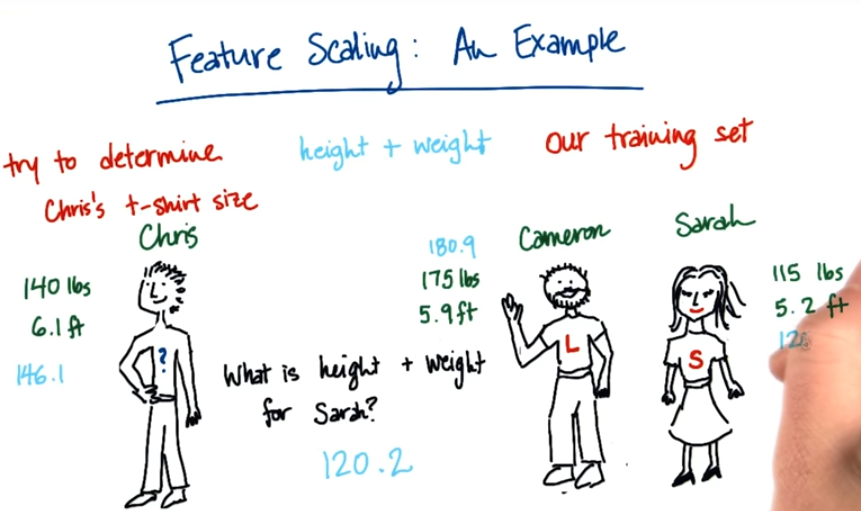 Feature Scaling: An Example
try to determine
Chris's t-shirt size
height + weight
our training set
Chris
140 lbs
6.1 ft
146.1
?
What is height + weight
for Sarah?
120.2
Cameron
180.9
175 lbs
5.9 ft
L
Sarah
115 lbs
5.2 ft
S